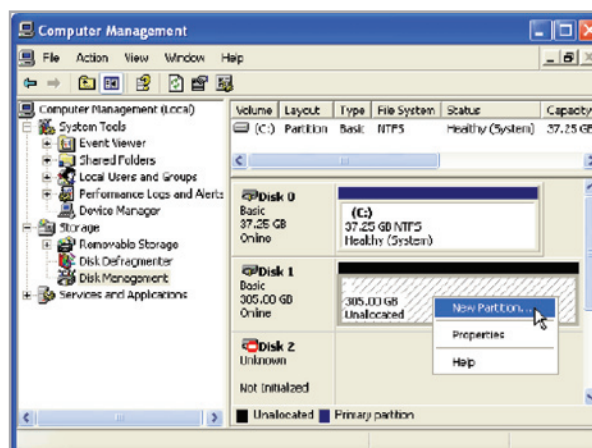 Computer Management
File Action View Window Help
Computer Management (Local)
System Tools
Event Viewer
Shared Folders
Local Users and Groups
Performance Logs and Alerts
Device Manager
Storage
Removable Storage
Disk Defragmenter
Disk Management
Services and Applications
Volume Layout Type File System Status Capacity
(C:) Partition Basic NTFS Healthy (System) 37.25 GB
Disk 0
Basic
37.25 GB
Online
(C:)
37.25 GB NTFS
Healthy (System)
Disk 1
Basic
305.00 GB
Online
305.00 GB
Unallocated
New Partition...
Properties
Help
Disk 2
Unknown
Not Initialized
Unallocated Primary partition